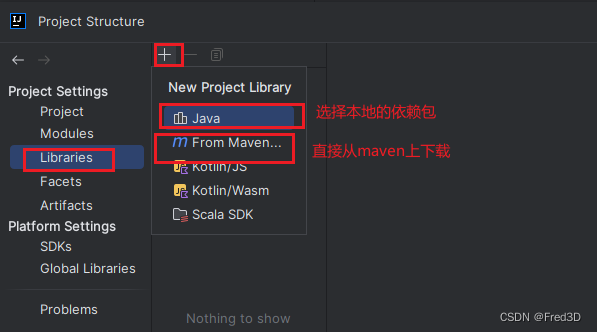 Project Structure
Project Settings
Project
Modules
Libraries
Facets
Artifacts
Platform Settings
SDKs
Global Libraries
Problems
New Project Library
Java
From Maven...
Kotlin/JS
Kotlin/Wasm
Scala SDK
选择本地的依赖包
直接从maven上下载
Nothing to show
CSDN @Fred3D